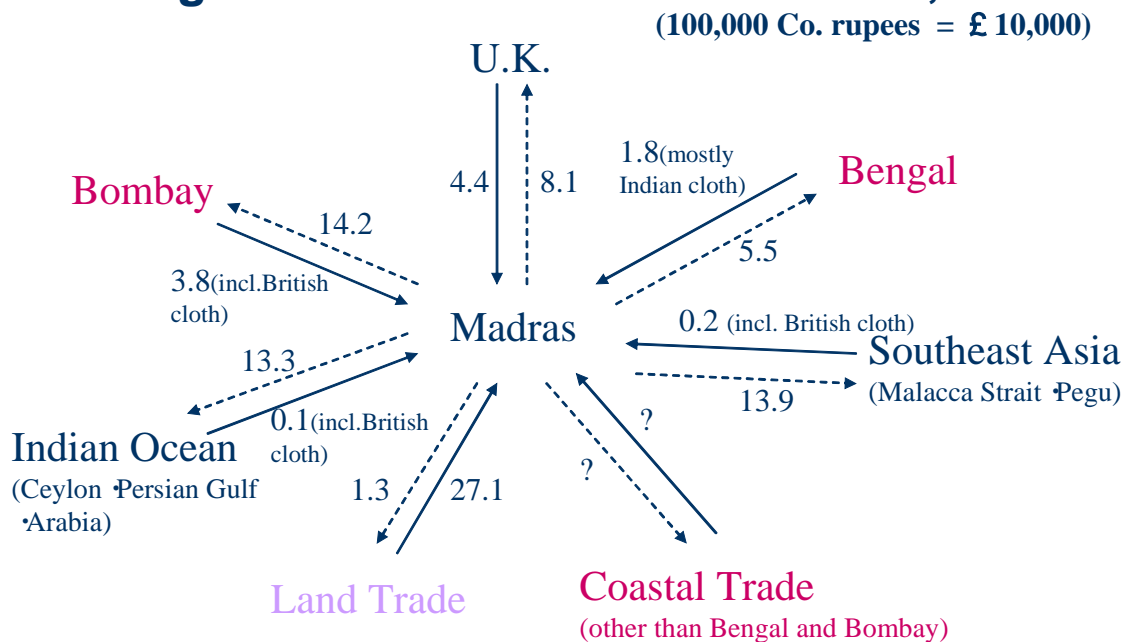 (100,000 Co. rupees = £ 10,000)
U.K.
1.8(mostly
Indian cloth)
Bengal
4.4
8.1
Bombay
14.2
5.5
3.8(incl.British
cloth)
Madras
0.2 (incl. British cloth)
Southeast Asia
(Malacca Strait •Pegu)
13.3
13.9
0.1(incl.British
cloth)
Indian Ocean
(Ceylon •Persian Gulf
•Arabia)
?
?
1.3
27.1
Land Trade
Coastal Trade
(other than Bengal and Bombay)